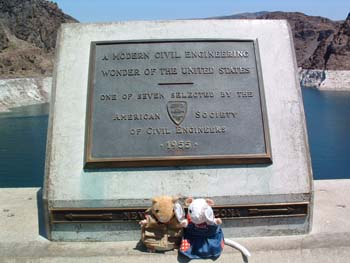 A MODERN CIVIL ENGINEERING
WONDER OF THE UNITED STATES
ONE OF SEVEN SELECTED BY THE
AMERICAN SOCIETY
OF CIVIL ENGINEERS
-1955-